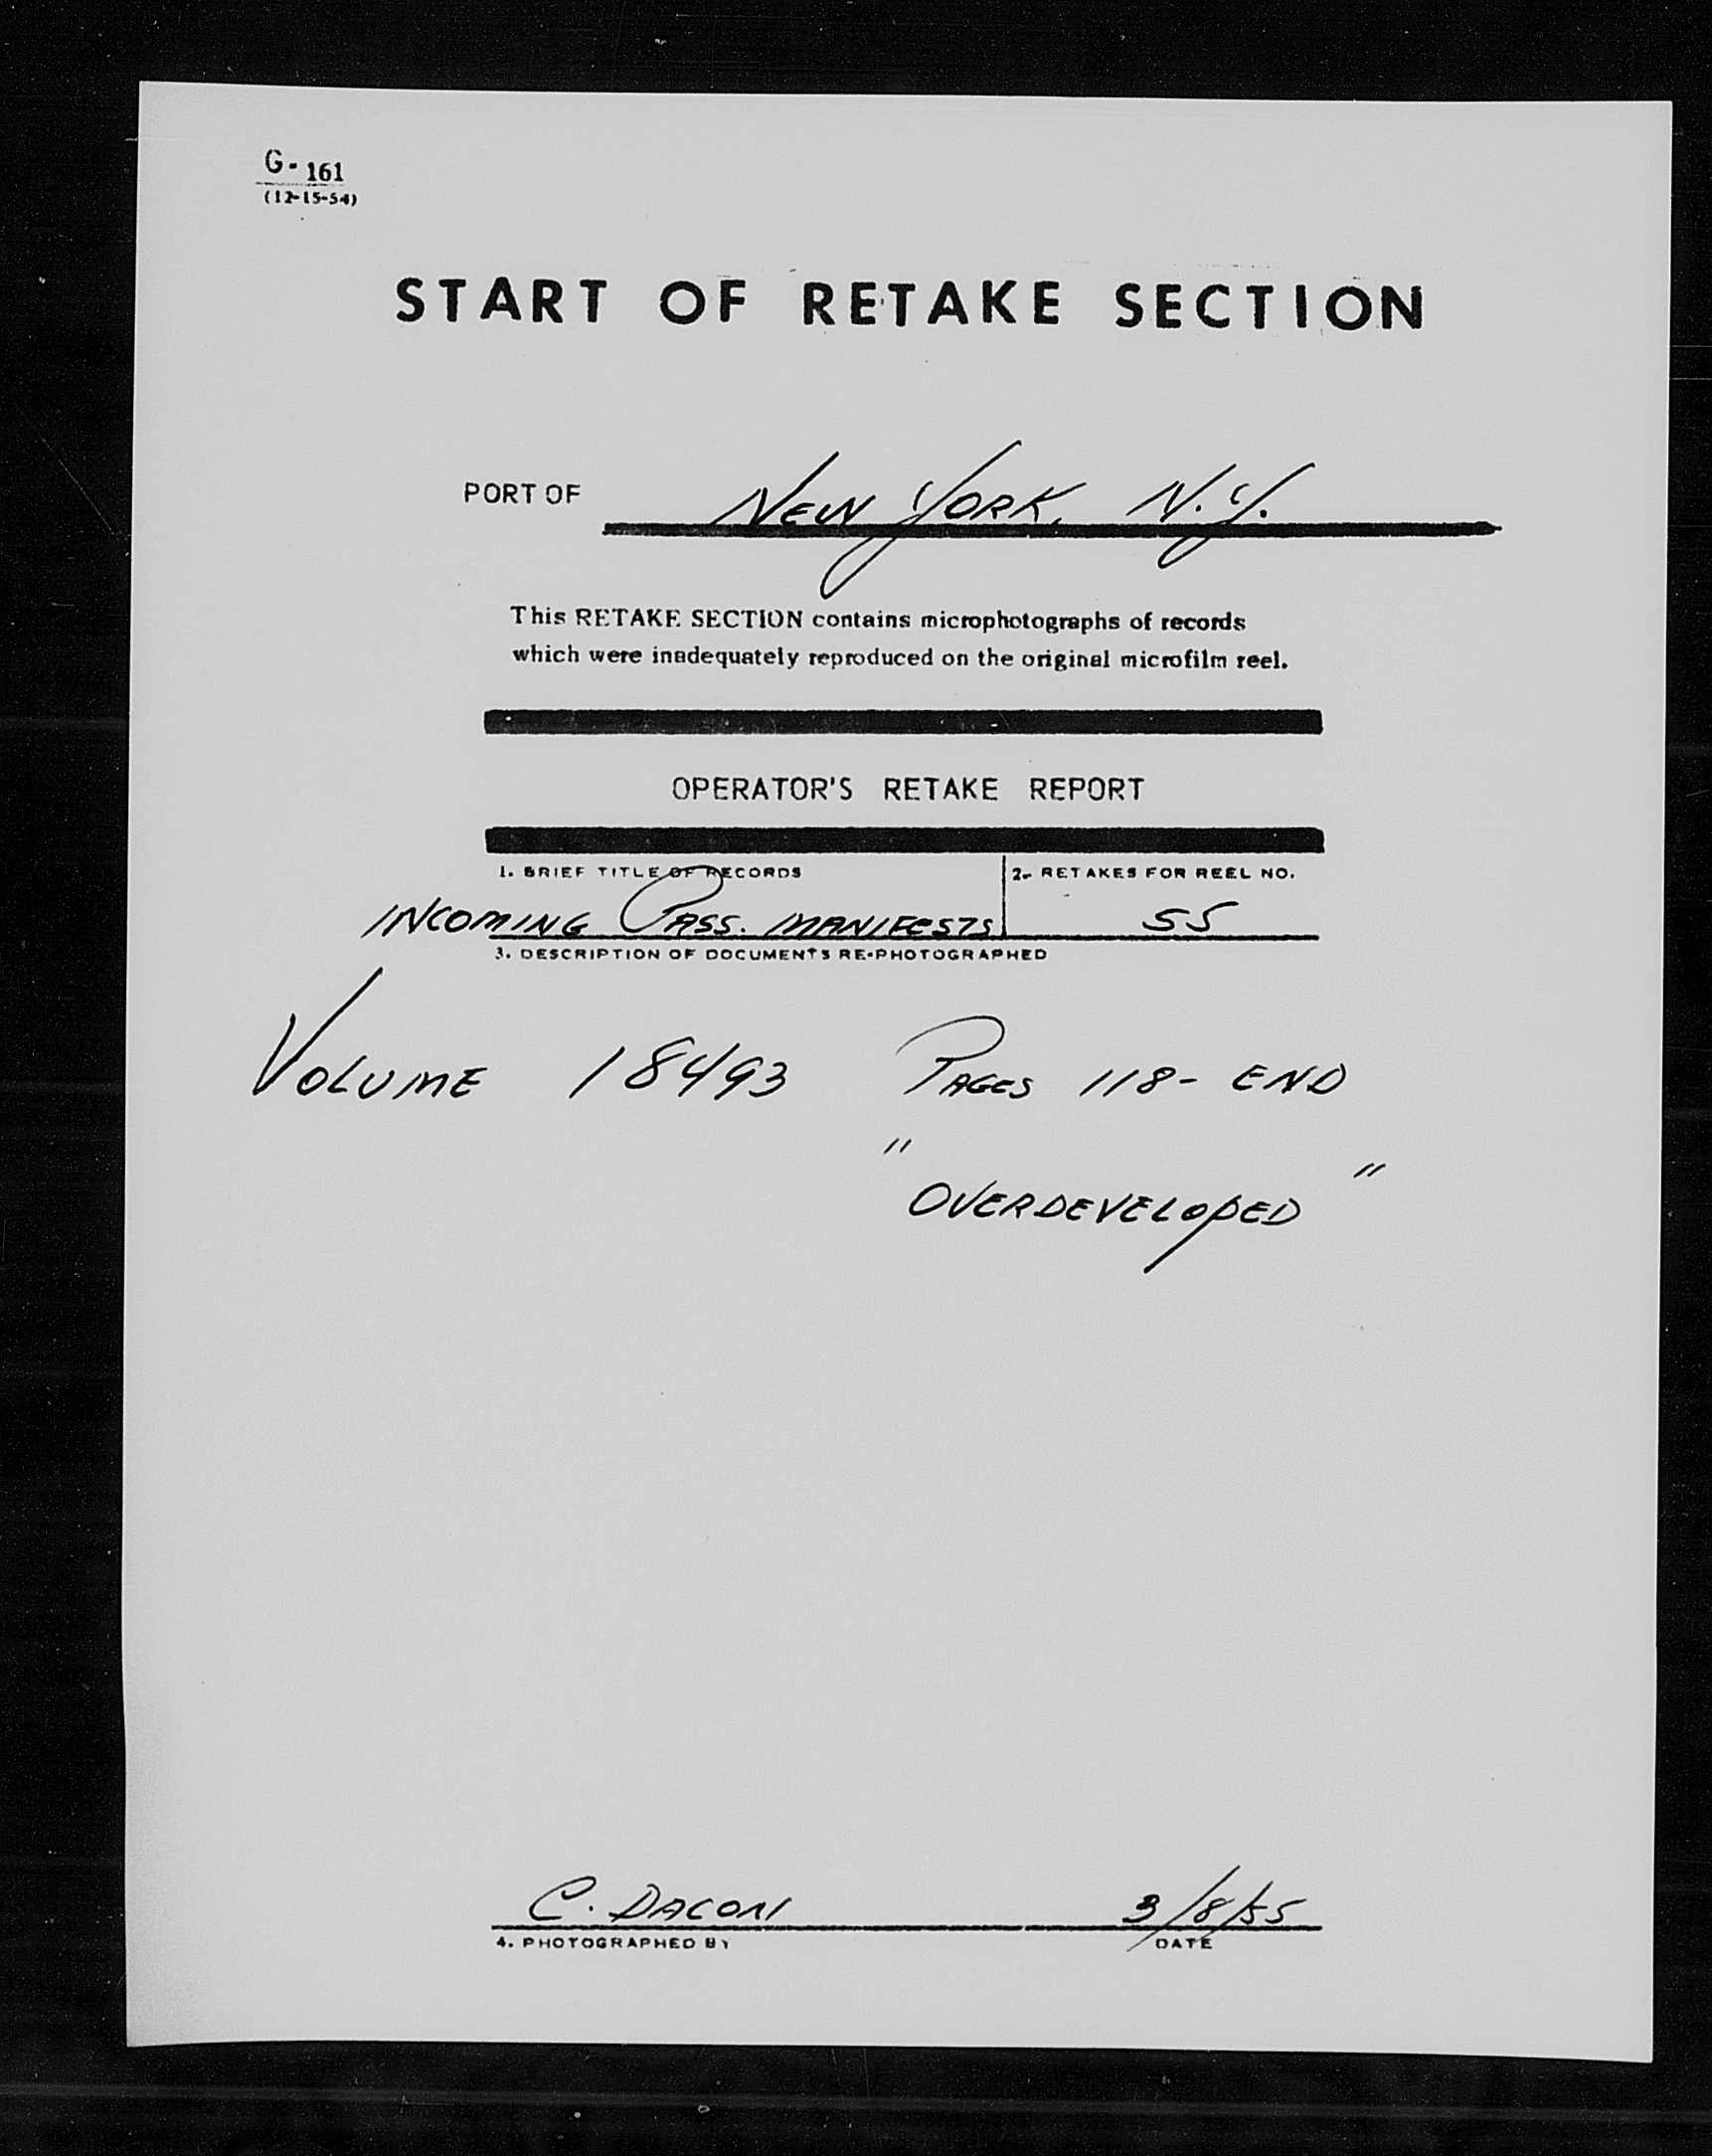 G-161
(12-15-54)
START OF RETAKE SECTION
PORT OF NEW YORK, N.Y.
This RETAKE SECTION contains microphotographs of records
which were inadequately reproduced on the original microfilm reel.
OPERATOR'S RETAKE REPORT
1. BRIEF TITLE OF RECORDS 2. RETAKES FOR REEL NO.
INCOMING PASS. MANIFESTS 55
3. DESCRIPTION OF DOCUMENTS RE-PHOTOGRAPHED
VOLUME 18493 PAGES 118- END
"OVERDEVELOPED"
C. DACONI 3/8/55
4. PHOTOGRAPHED BY DATE